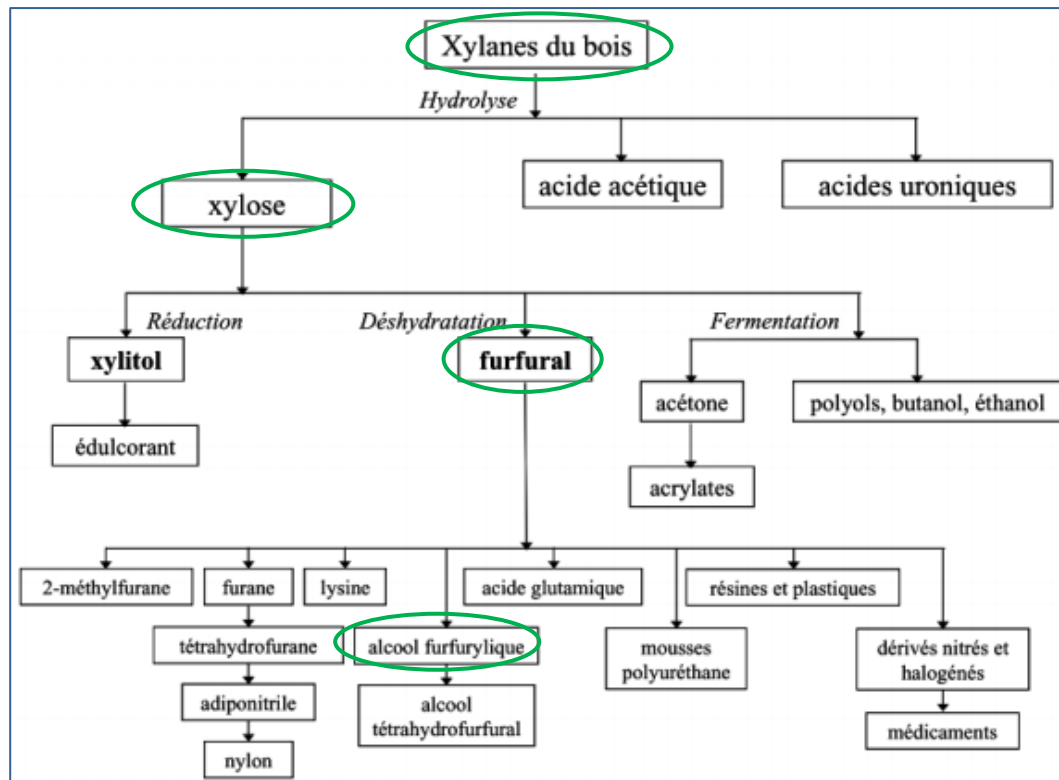 Xylanes du bois
Hydrolyse
acide acétique
acides uroniques
xylose
Réduction
Déshydratation
Fermentation
xylitol
furfural
acétone
polyols, butanol, éthanol
édulcorant
acrylates
2-méthylfurane
furane
lysine
acide glutamique
résines et plastiques
tétrahydrofurane
alcool furfurylique
mousses
polyuréthane
dérivés nitrés et
halogénés
adiponitrile
alcool
tétrahydrofurfural
médicaments
nylon